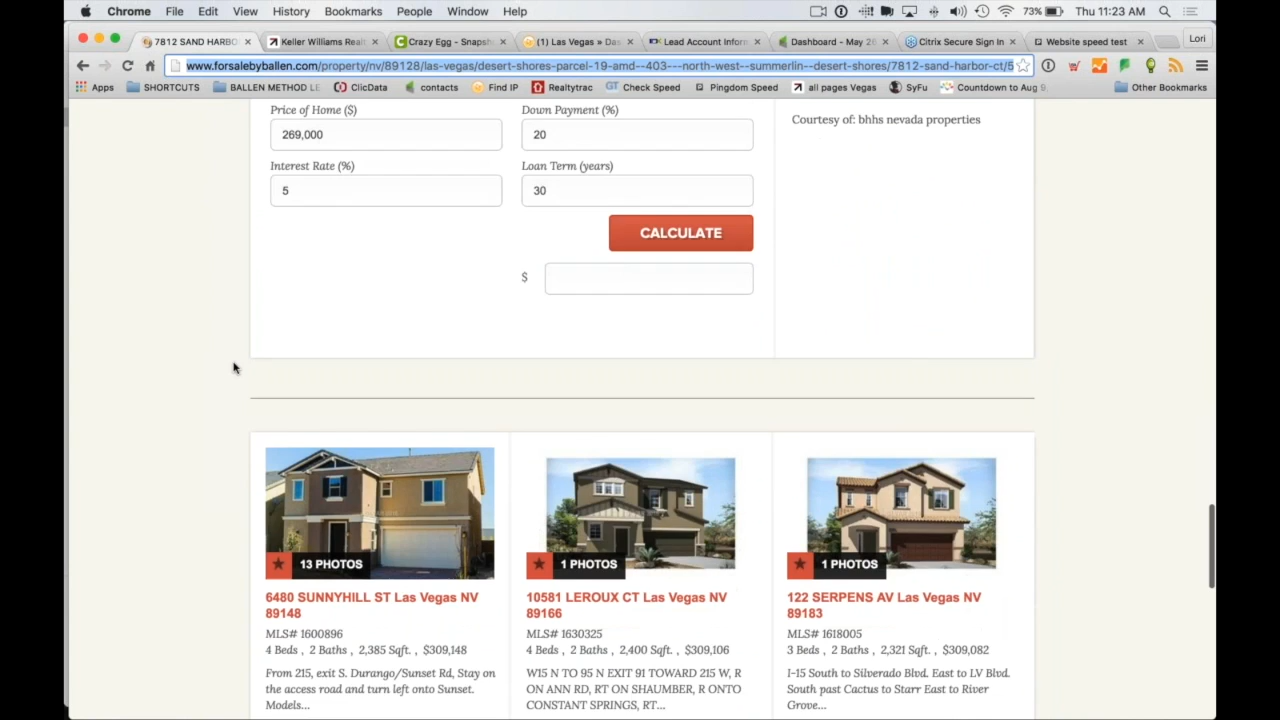 Chrome File Edit View History Bookmarks People Window Help 73% Thu 11:23 AM
7812 SAND HARBO Keller Williams Real Crazy Egg - Snapsh (1) Las Vegas » Das Lead Account Inform Dashboard - May 26 Citrix Secure Sign In Website speed test Lori
www.forsalebyballen.com/property/nv/89128/las-vegas/desert-shores-parcel-19-amd--403---north-west--summerlin--desert-shores/7812-sand-harbor-ct/5
Apps SHORTCUTS BALLEN METHOD LE ClicData contacts Find IP Realtytrac Check Speed Pingdom Speed all pages Vegas SyFu Countdown to Aug 9 Other Bookmarks
Price of Home ($) Down Payment (%)
Courtesy of: bhhs nevada properties
269,000 20
Interest Rate (%) Loan Term (years)
5 30
CALCULATE
$
13 PHOTOS 1 PHOTOS 1 PHOTOS
6480 SUNNYHILL ST Las Vegas NV
89148
MLS# 1600896
4 Beds , 2 Baths , 2,385 Sqft. , $309,148
From 215, exit S. Durango/Sunset Rd, Stay on
the access road and turn left onto Sunset.
Models...
10581 LEROUX CT Las Vegas NV
89166
MLS# 1630325
4 Beds , 2 Baths , 2,400 Sqft. , $309,106
W15 N TO 95 N EXIT 91 TOWARD 215 W, R
ON ANN RD, RT ON SHAUMBER, R ONTO
CONSTANT SPRINGS, RT...
122 SERPENS AV Las Vegas NV
89183
MLS# 1618005
3 Beds , 2 Baths , 2,321 Sqft. , $309,082
I-15 South to Silverado Blvd. East to LV Blvd.
South past Cactus to Starr East to River
Grove...